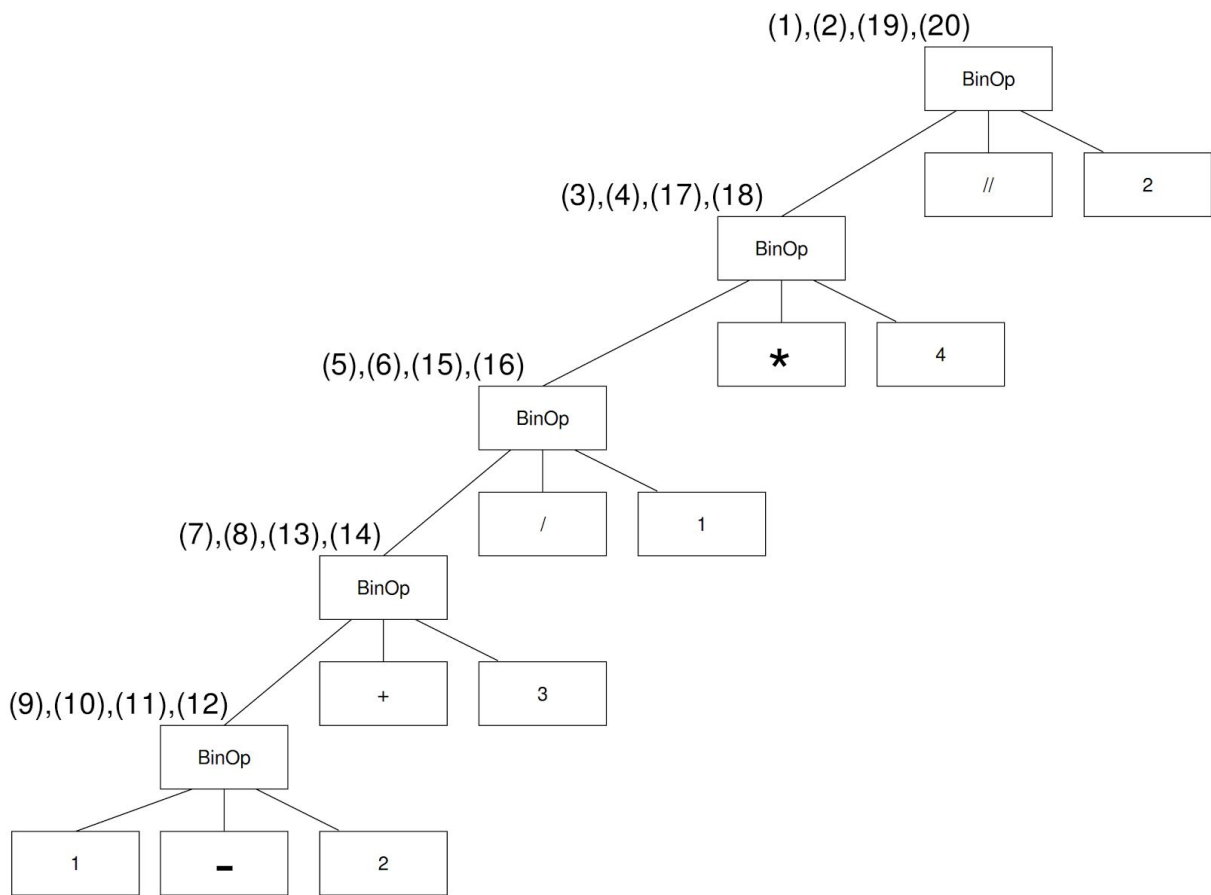 (1),(2),(19),(20)
BinOp
// 2
(3),(4),(17),(18)
BinOp
* 4
(5),(6),(15),(16)
BinOp
/ 1
(7),(8),(13),(14)
BinOp
+ 3
(9),(10),(11),(12)
BinOp
1 - 2